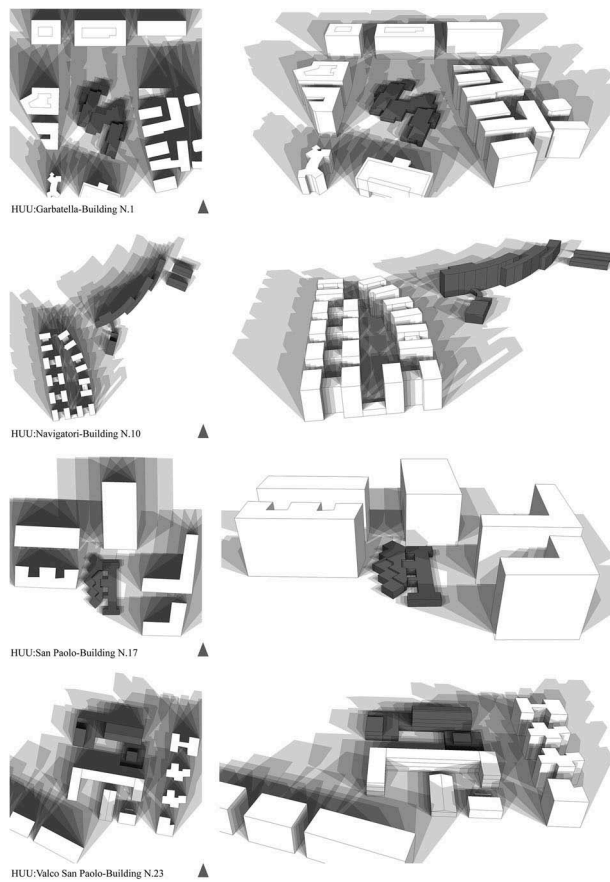 HUU:Garbatella-Building N.1
HUU:Navigatori-Building N.10
HUU:San Paolo-Building N.17
HUU:Valco San Paolo-Building N.23